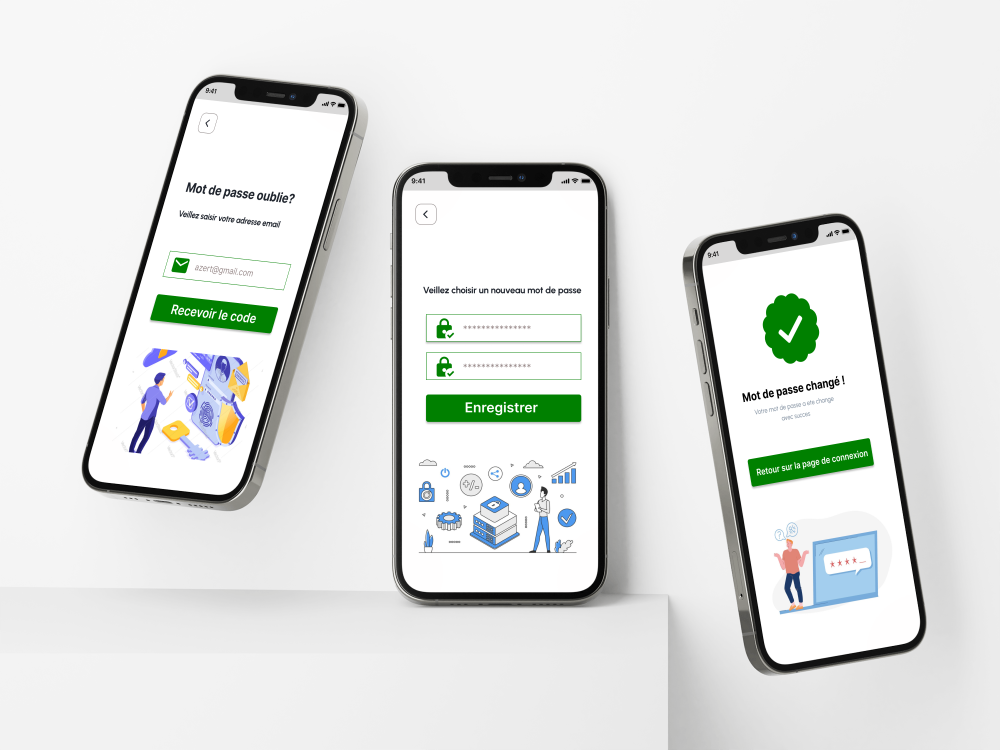 9:41
Mot de passe oublie?
Veillez saisir votre adresse email
azert@gmail.com
Recevoir le code
9:41
Veillez choisir un nouveau mot de passe
***************
***************
Enregistrer
+/-
9:41
Mot de passe changé !
Votre mot de passe a ete change
avec succet
Retour sur la page de connexion
? 
****_